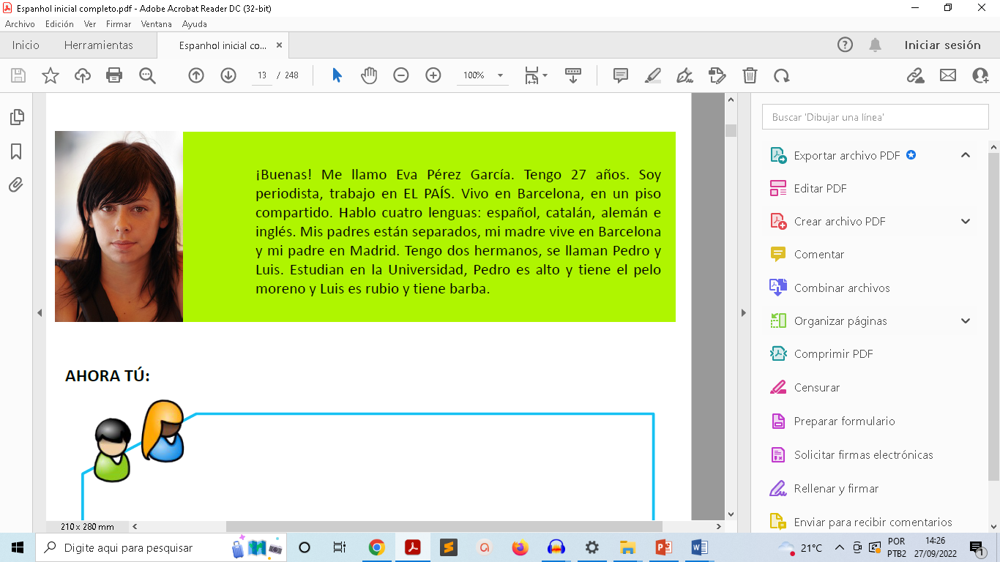 Espanhol inicial completo.pdf - Adobe Acrobat Reader DC (32-bit)
Archivo Edición Ver Firmar Ventana Ayuda
Inicio Herramientas Espanhol inicial co... Iniciar sesión
13 / 248 100%
Buscar 'Dibujar una línea'
¡Buenas! Me llamo Eva Pérez García. Tengo 27 años. Soy
periodista, trabajo en EL PAÍS. Vivo en Barcelona, en un piso
compartido. Hablo cuatro lenguas: español, catalán, alemán e
inglés. Mis padres están separados, mi madre vive en Barcelona
y mi padre en Madrid. Tengo dos hermanos, se llaman Pedro y
Luis. Estudian en la Universidad, Pedro es alto y tiene el pelo
moreno y Luis es rubio y tiene barba.
AHORA TÚ:
210 x 280 mm
Exportar archivo PDF
Editar PDF
Crear archivo PDF
Comentar
Combinar archivos
Organizar páginas
Comprimir PDF
Censurar
Preparar formulario
Solicitar firmas electrónicas
Rellenar y firmar
Enviar para recibir comentarios
Digite aqui para pesquisar
21°C
POR
PTB2
14:26
27/09/2022
1